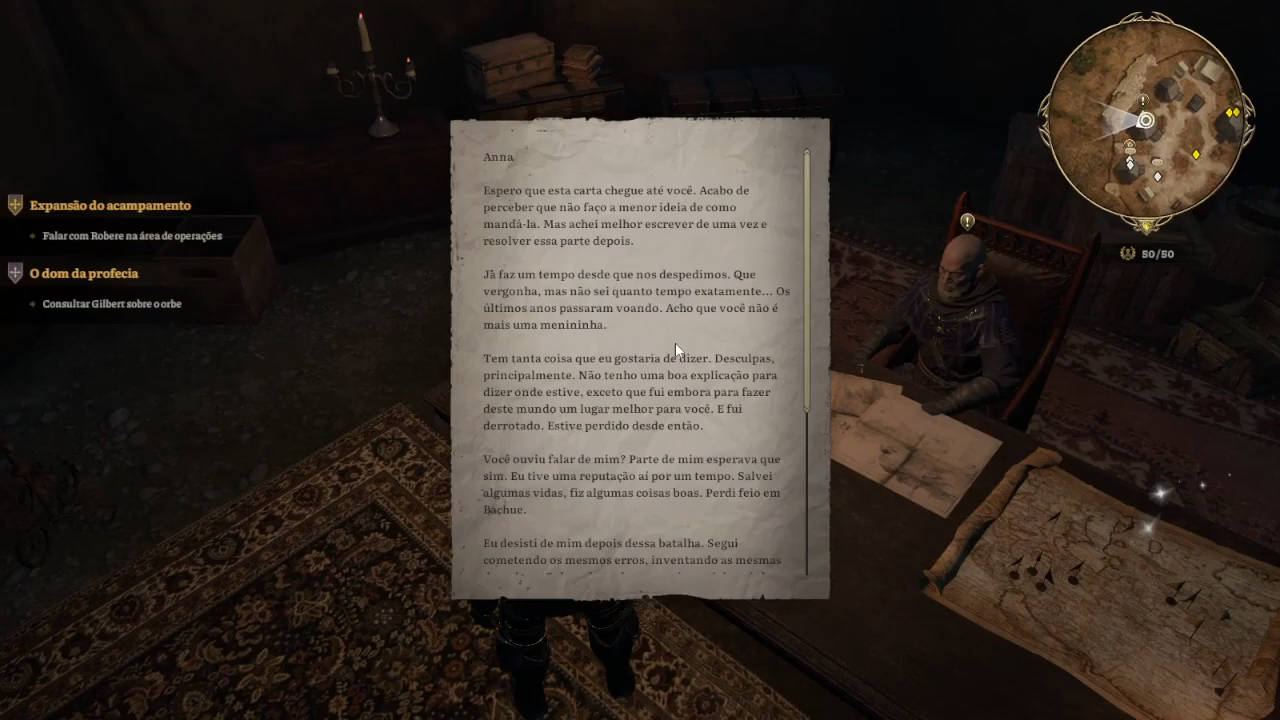 Anna
Espero que esta carta chegue até você. Acabo de
perceber que não faço a menor ideia de como
mandá-la. Mas achei melhor escrever de uma vez e
resolver essa parte depois.
Já faz um tempo desde que nos despedimos. Que
vergonha, mas não sei quanto tempo exatamente... Os
últimos anos passaram voando. Acho que você não é
mais uma menininha.
Tem tanta coisa que eu gostaria de dizer. Desculpas,
principalmente. Não tenho uma boa explicação para
dizer onde estive, exceto que fui embora para fazer
deste mundo um lugar melhor para você. E fui
derrotado. Estive perdido desde então.
Você ouviu falar de mim? Parte de mim esperava que
sim. Eu tive uma reputação aí por um tempo. Salvei
algumas vidas, fiz algumas coisas boas. Perdi feio em
Bachue.
Eu desisti de mim depois dessa batalha. Segui
cometendo os mesmos erros, inventando as mesmas
Expansão do acampamento
Falar com Robere na área de operações
O dom da profecia
Consultar Gilbert sobre o orbe
50/50